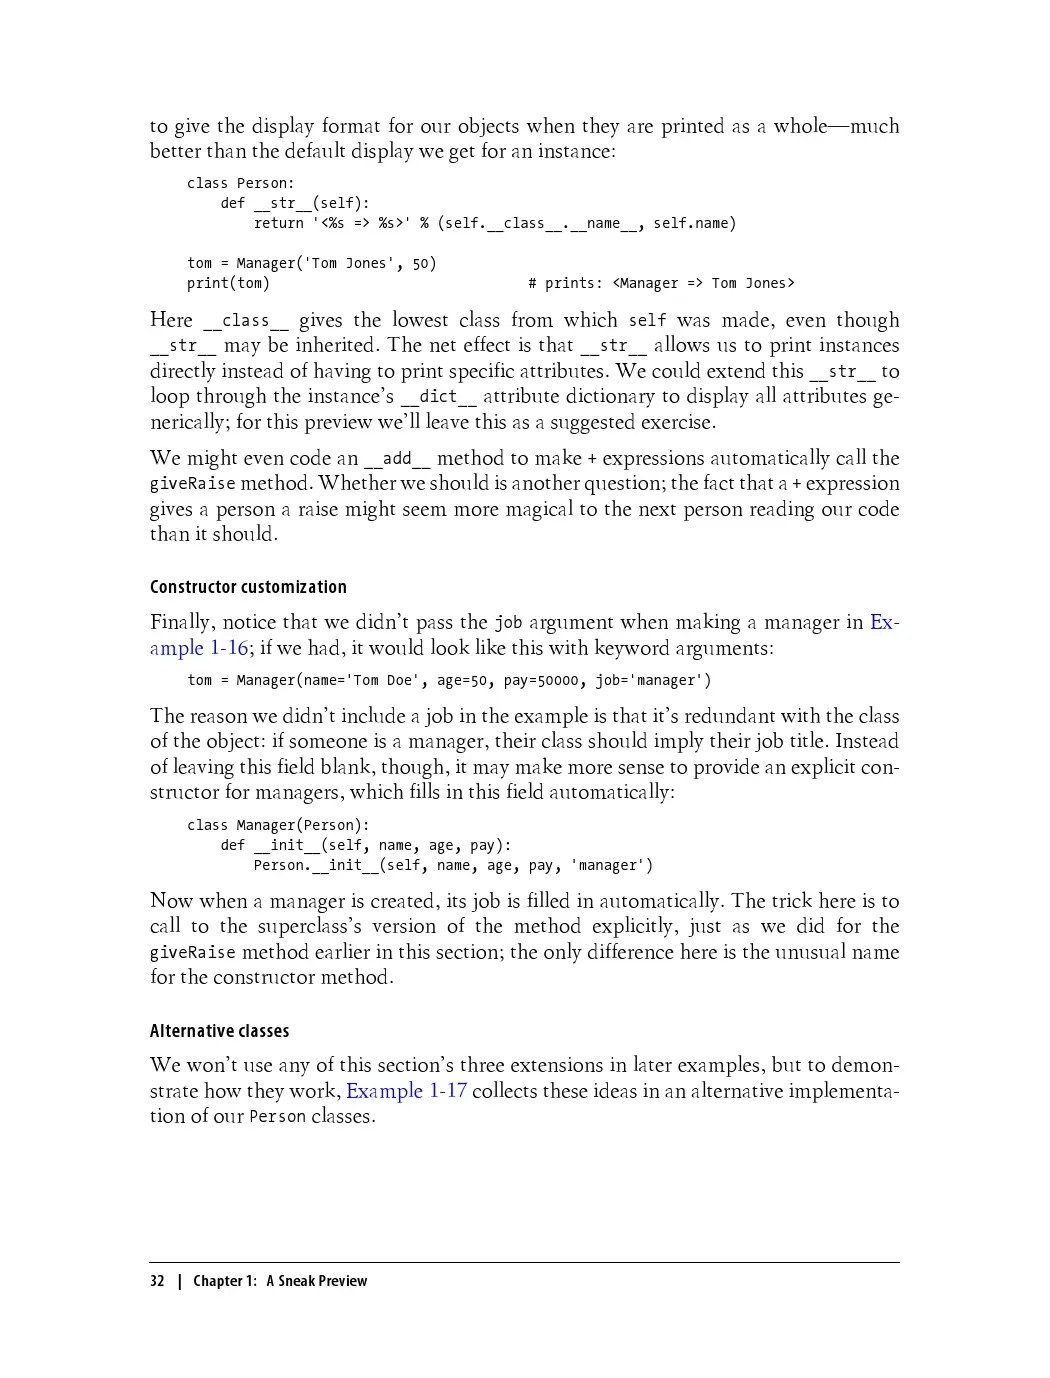 to give the display format for our objects when they are printed as a whole—much
better than the default display we get for an instance:
class Person:
    def __str__(self):
        return '<%s => %s>' % (self.__class__.__name__, self.name)
tom = Manager('Tom Jones', 50)
print(tom)                               # prints: <Manager => Tom Jones>
Here __class__ gives the lowest class from which self was made, even though
__str__ may be inherited. The net effect is that __str__ allows us to print instances
directly instead of having to print specific attributes. We could extend this __str__ to
loop through the instance’s __dict__ attribute dictionary to display all attributes ge-
nerically; for this preview we’ll leave this as a suggested exercise.
We might even code an __add__ method to make + expressions automatically call the
giveRaise method. Whether we should is another question; the fact that a + expression
gives a person a raise might seem more magical to the next person reading our code
than it should.
Constructor customization
Finally, notice that we didn’t pass the job argument when making a manager in Ex-
ample 1-16; if we had, it would look like this with keyword arguments:
tom = Manager(name='Tom Doe', age=50, pay=50000, job='manager')
The reason we didn’t include a job in the example is that it’s redundant with the class
of the object: if someone is a manager, their class should imply their job title. Instead
of leaving this field blank, though, it may make more sense to provide an explicit con-
structor for managers, which fills in this field automatically:
class Manager(Person):
    def __init__(self, name, age, pay):
        Person.__init__(self, name, age, pay, 'manager')
Now when a manager is created, its job is filled in automatically. The trick here is to
call to the superclass’s version of the method explicitly, just as we did for the
giveRaise method earlier in this section; the only difference here is the unusual name
for the constructor method.
Alternative classes
We won’t use any of this section’s three extensions in later examples, but to demon-
strate how they work, Example 1-17 collects these ideas in an alternative implementa-
tion of our Person classes.
32 | Chapter 1: A Sneak Preview